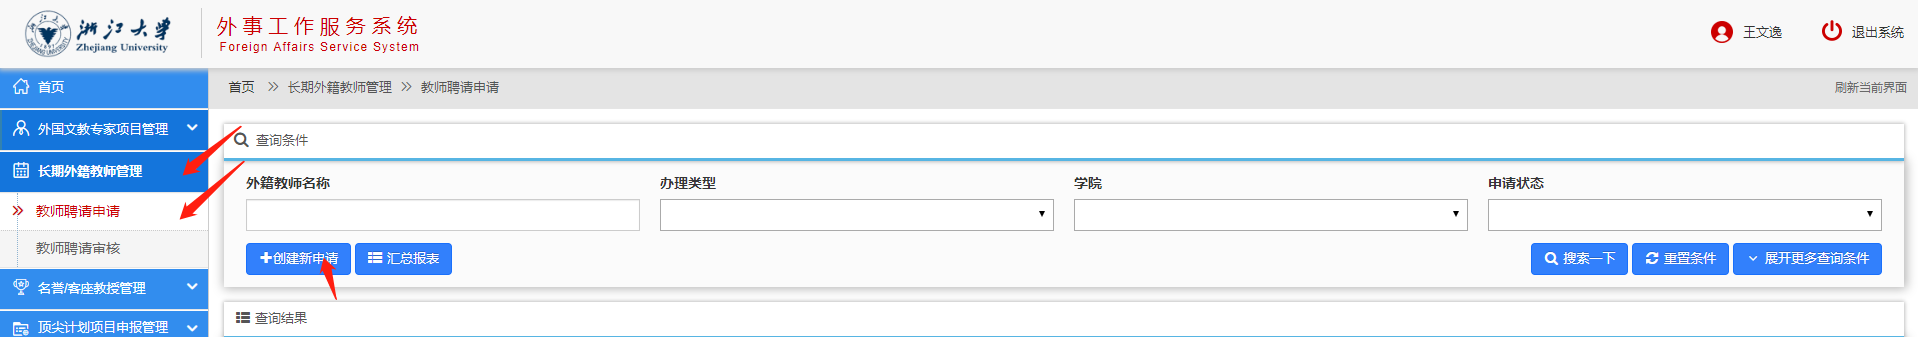 浙江大学
Zhejiang University
外事工作服务系统
Foreign Affairs Service System
王文逸
退出系统
首页
外国文教专家项目管理
长期外籍教师管理
教师聘请申请
教师聘请审核
名誉/客座教授管理
顶尖计划项目申报管理
首页 >> 长期外籍教师管理 >> 教师聘请申请
刷新当前界面
查询条件
外籍教师名称 办理类型 学院 申请状态
+创建新申请 汇总报表 搜索一下 重置条件 展开更多查询条件
查询结果